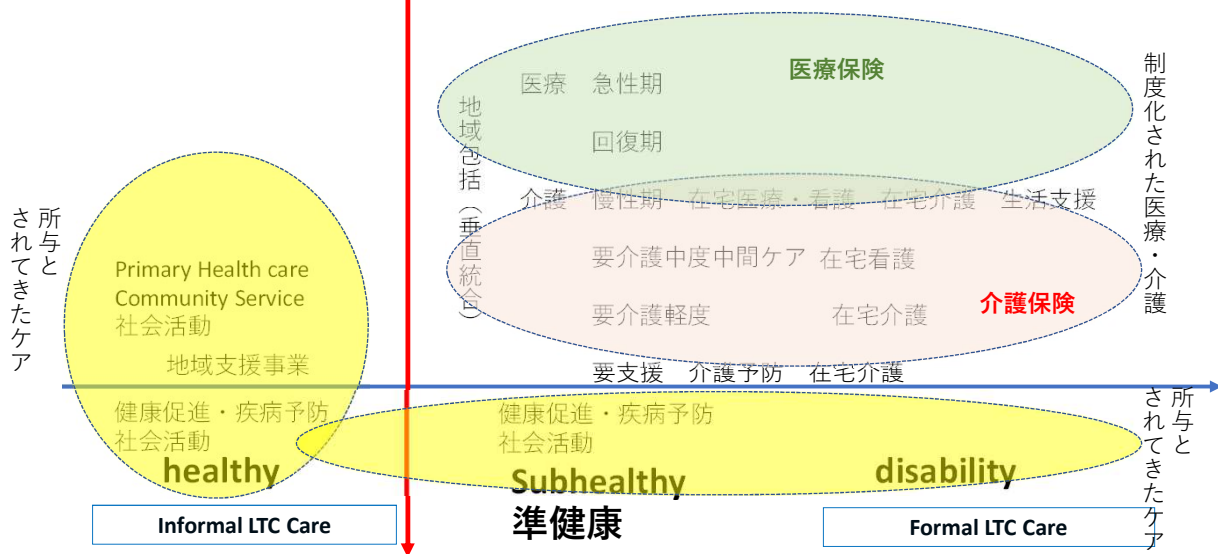 所与と
されてきたケア
Primary Health care
Community Service
社会活動
地域支援事業
健康促進・疾病予防
社会活動
healthy
Informal LTC Care
地域包括（垂直統合）
医療保険
医療 急性期
回復期
介護 慢性期 在宅医療・看護 在宅介護 生活支援
要介護中度中間ケア 在宅看護
介護保険
要介護軽度 在宅介護
要支援 介護予防 在宅介護
制度化された医療・介護
健康促進・疾病予防
社会活動
Subhealthy
準健康
disability
Formal LTC Care
所与と
されてきたケア